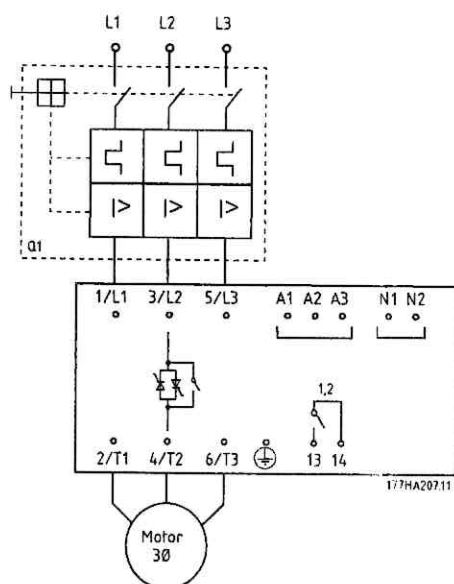 L1 L2 L3
I> I> I>
Q1
1/L1 3/L2 5/L3 A1 A2 A3 N1 N2
1,2
2/T1 4/T2 6/T3 13 14
177HA207.11
Motor
3Ø